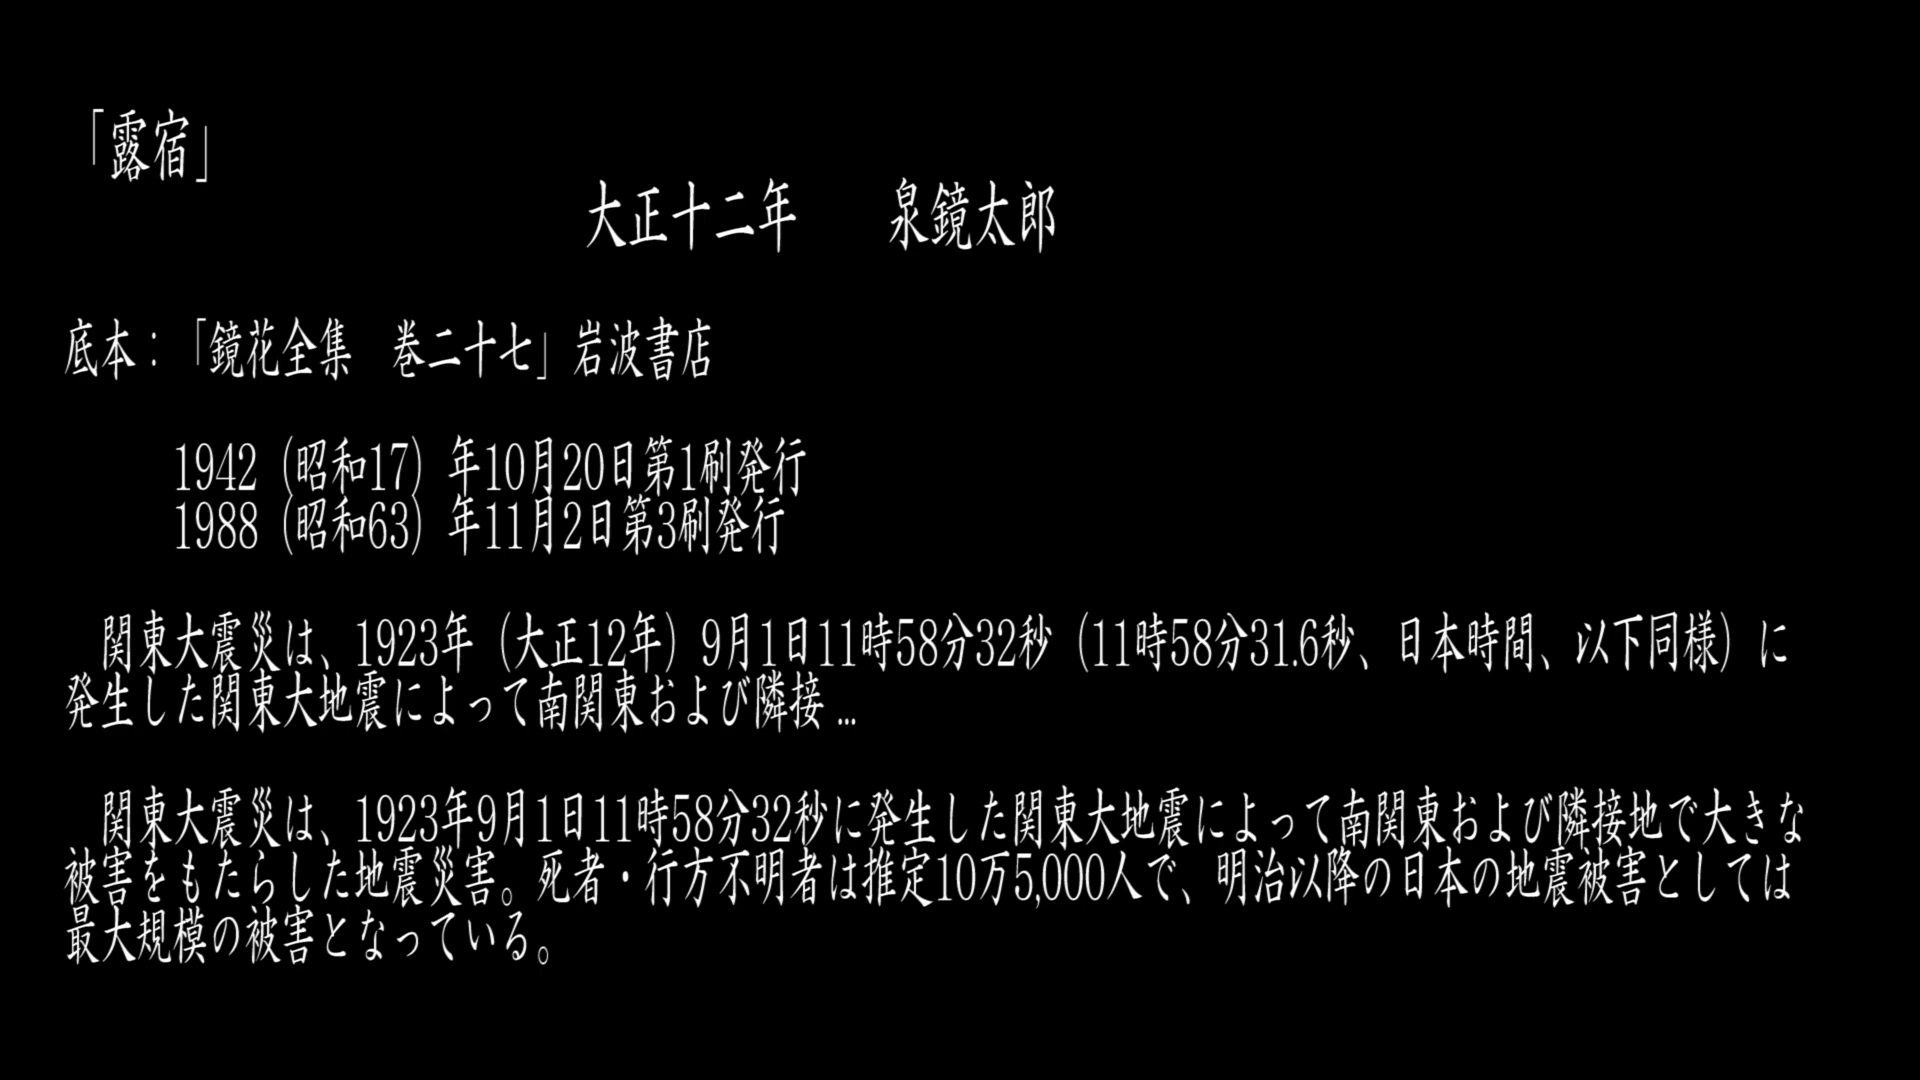 「露宿」
大正十二年　　泉鏡太郎
底本：「鏡花全集　巻二十七」岩波書店
1942（昭和17）年10月20日第1刷発行
1988（昭和63）年11月2日第3刷発行
関東大震災は、1923年（大正12年）9月1日11時58分32秒（11時58分31.6秒、日本時間、以下同様）に
発生した関東大地震によって南関東および隣接 ...
関東大震災は、1923年9月1日11時58分32秒に発生した関東大地震によって南関東および隣接地で大きな
被害をもたらした地震災害。死者・行方不明者は推定10万5,000人で、明治以降の日本の地震被害としては
最大規模の被害となっている。